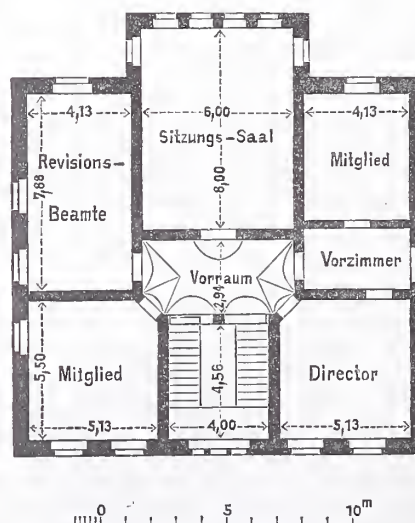 4,13
6,00
4,13
Sitzungs-Saal
Revisions-
Beamte
Mitglied
7,88
8,00
Vorzimmer
Vorraum
2,94
5,50
Mitglied
4,56
Director
5,13
4,00
5,13
0 5 10m